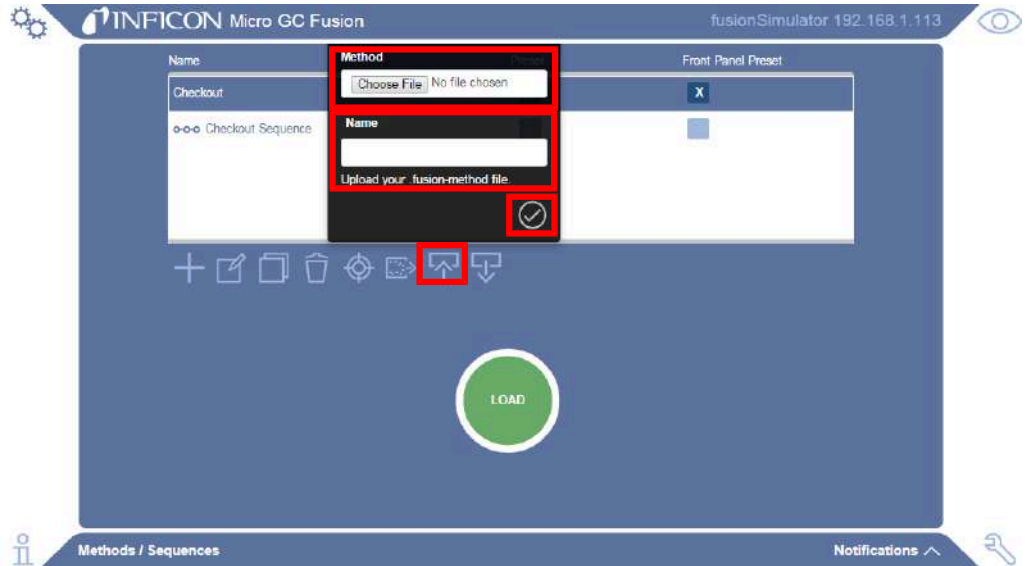 INFICON Micro GC Fusion
fusionSimulator 192.168.1.113
Name
Method
Preset
Front Panel Preset
Checkout
Choose File No file chosen
X
Checkout Sequence
Name
Upload your .fusion-method file.
LOAD
Methods / Sequences
Notifications